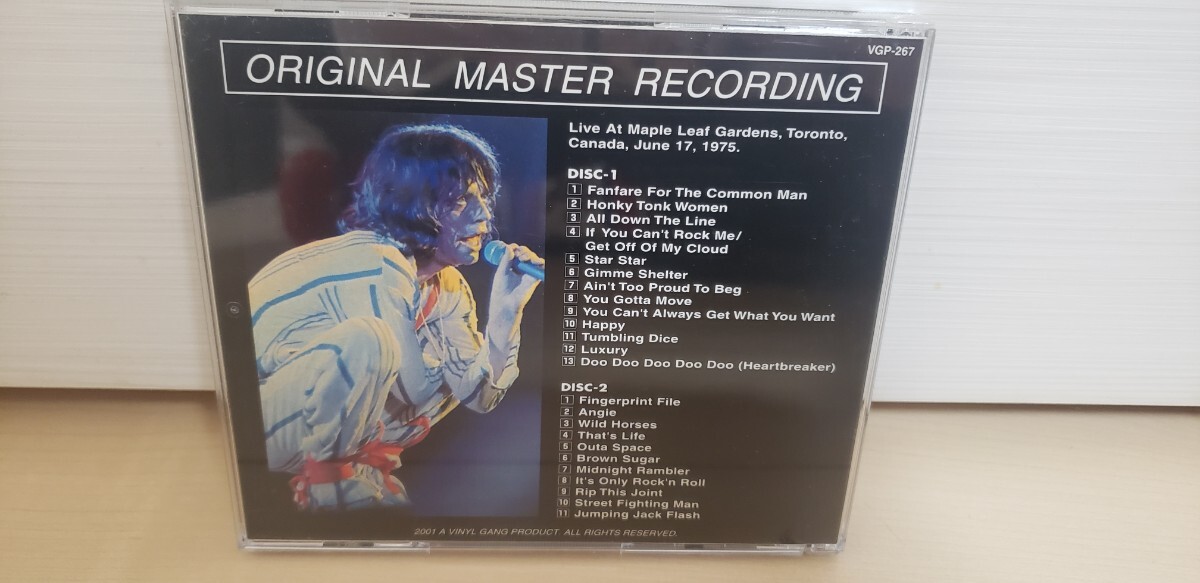 VGP-267
ORIGINAL MASTER RECORDING
Live At Maple Leaf Gardens, Toronto,
Canada, June 17, 1975.
DISC-1
1 Fanfare For The Common Man
2 Honky Tonk Women
3 All Down The Line
4 If You Can't Rock Me/
Get Off Of My Cloud
5 Star Star
6 Gimme Shelter
7 Ain't Too Proud To Beg
8 You Gotta Move
9 You Can't Always Get What You Want
10 Happy
11 Tumbling Dice
12 Luxury
13 Doo Doo Doo Doo Doo (Heartbreaker)
DISC-2
1 Fingerprint File
2 Angie
3 Wild Horses
4 That's Life
5 Outa Space
6 Brown Sugar
7 Midnight Rambler
8 It's Only Rock'n Roll
9 Rip This Joint
10 Street Fighting Man
11 Jumping Jack Flash
2001 A VINYL GANG PRODUCT. ALL RIGHTS RESERVED.